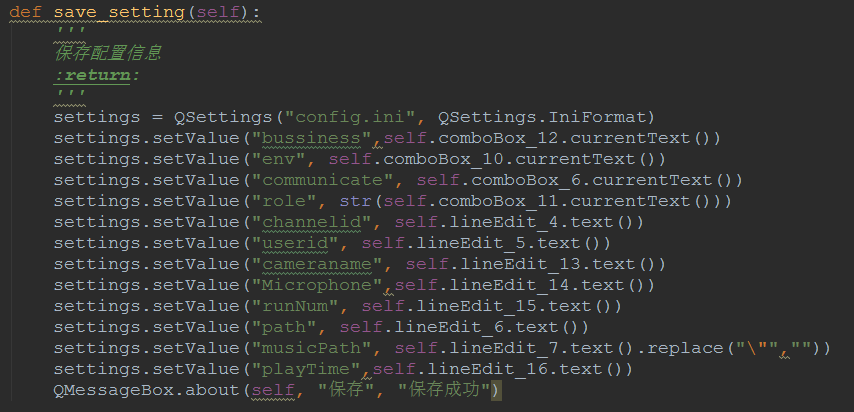 def save_setting(self):
    '''
    保存配置信息
    :return:
    '''
    settings = QSettings("config.ini", QSettings.IniFormat)
    settings.setValue("bussiness",self.comboBox_12.currentText())
    settings.setValue("env", self.comboBox_10.currentText())
    settings.setValue("communicate", self.comboBox_6.currentText())
    settings.setValue("role", str(self.comboBox_11.currentText()))
    settings.setValue("channelid", self.lineEdit_4.text())
    settings.setValue("userid", self.lineEdit_5.text())
    settings.setValue("cameraname", self.lineEdit_13.text())
    settings.setValue("Microphone",self.lineEdit_14.text())
    settings.setValue("runNum", self.lineEdit_15.text())
    settings.setValue("path", self.lineEdit_6.text())
    settings.setValue("musicPath", self.lineEdit_7.text().replace("\"",""))
    settings.setValue("playTime",self.lineEdit_16.text())
    QMessageBox.about(self, "保存", "保存成功")